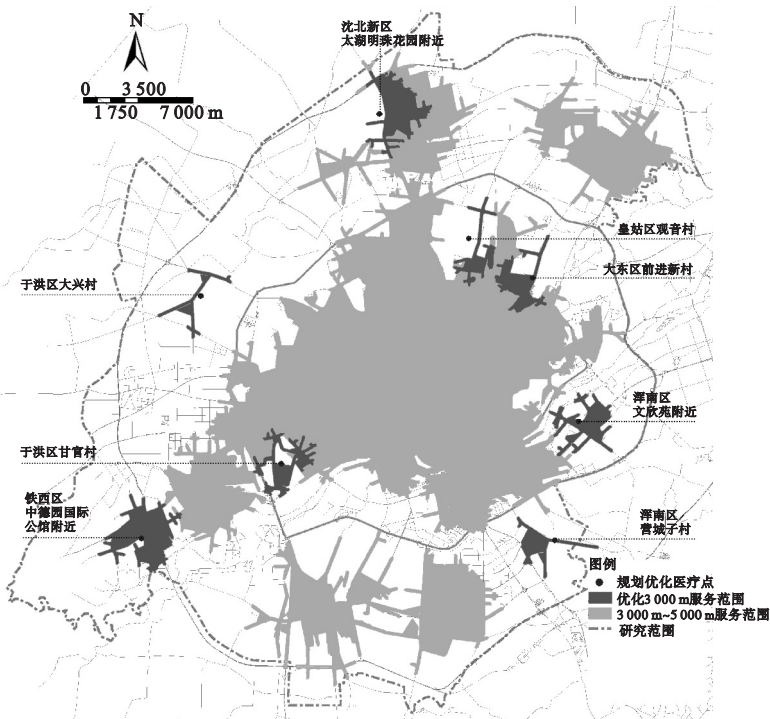 沈北新区
太湖明珠花园附近
N
0 3 500
1 750 7 000 m
皇姑区观音村
大东区前进新村
于洪区大兴村
浑南区
文欣苑附近
于洪区甘官村
铁西区
中德园国际
公馆附近
浑南区
营城子村
图例
规划优化医疗点
优化3 000 m服务范围
3 000 m~5 000 m服务范围
研究范围